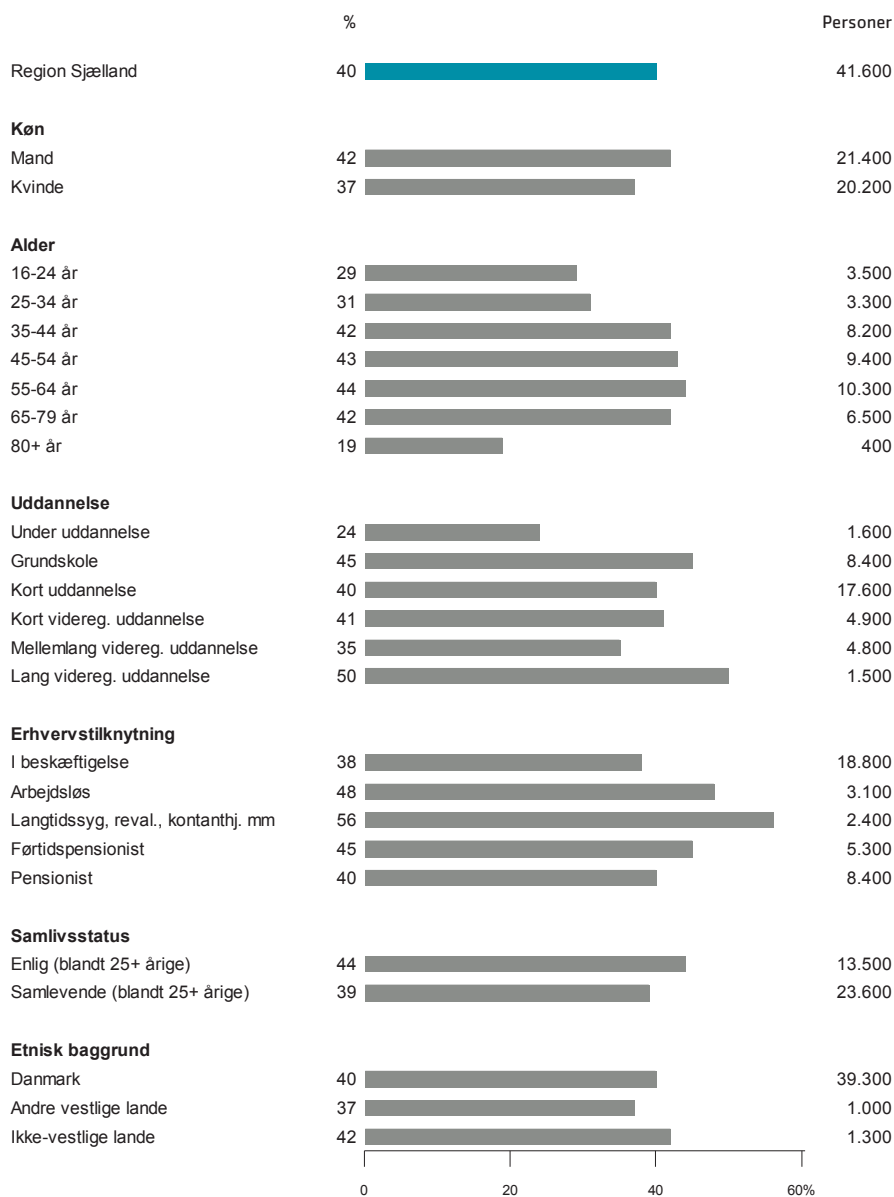 % Personer
Region Sjælland 40 41.600
Køn
Mand 42 21.400
Kvinde 37 20.200
Alder
16-24 år 29 3.500
25-34 år 31 3.300
35-44 år 42 8.200
45-54 år 43 9.400
55-64 år 44 10.300
65-79 år 42 6.500
80+ år 19 400
Uddannelse
Under uddannelse 24 1.600
Grundskole 45 8.400
Kort uddannelse 40 17.600
Kort videreg. uddannelse 41 4.900
Mellemlang videreg. uddannelse 35 4.800
Lang videreg. uddannelse 50 1.500
Erhvervstilknytning
I beskæftigelse 38 18.800
Arbejdsløs 48 3.100
Langtidssyg, reval., kontanthj. mm 56 2.400
Førtidspensionist 45 5.300
Pensionist 40 8.400
Samlivsstatus
Enlig (blandt 25+ årige) 44 13.500
Samlevende (blandt 25+ årige) 39 23.600
Etnisk baggrund
Danmark 40 39.300
Andre vestlige lande 37 1.000
Ikke-vestlige lande 42 1.300
0 20 40 60%